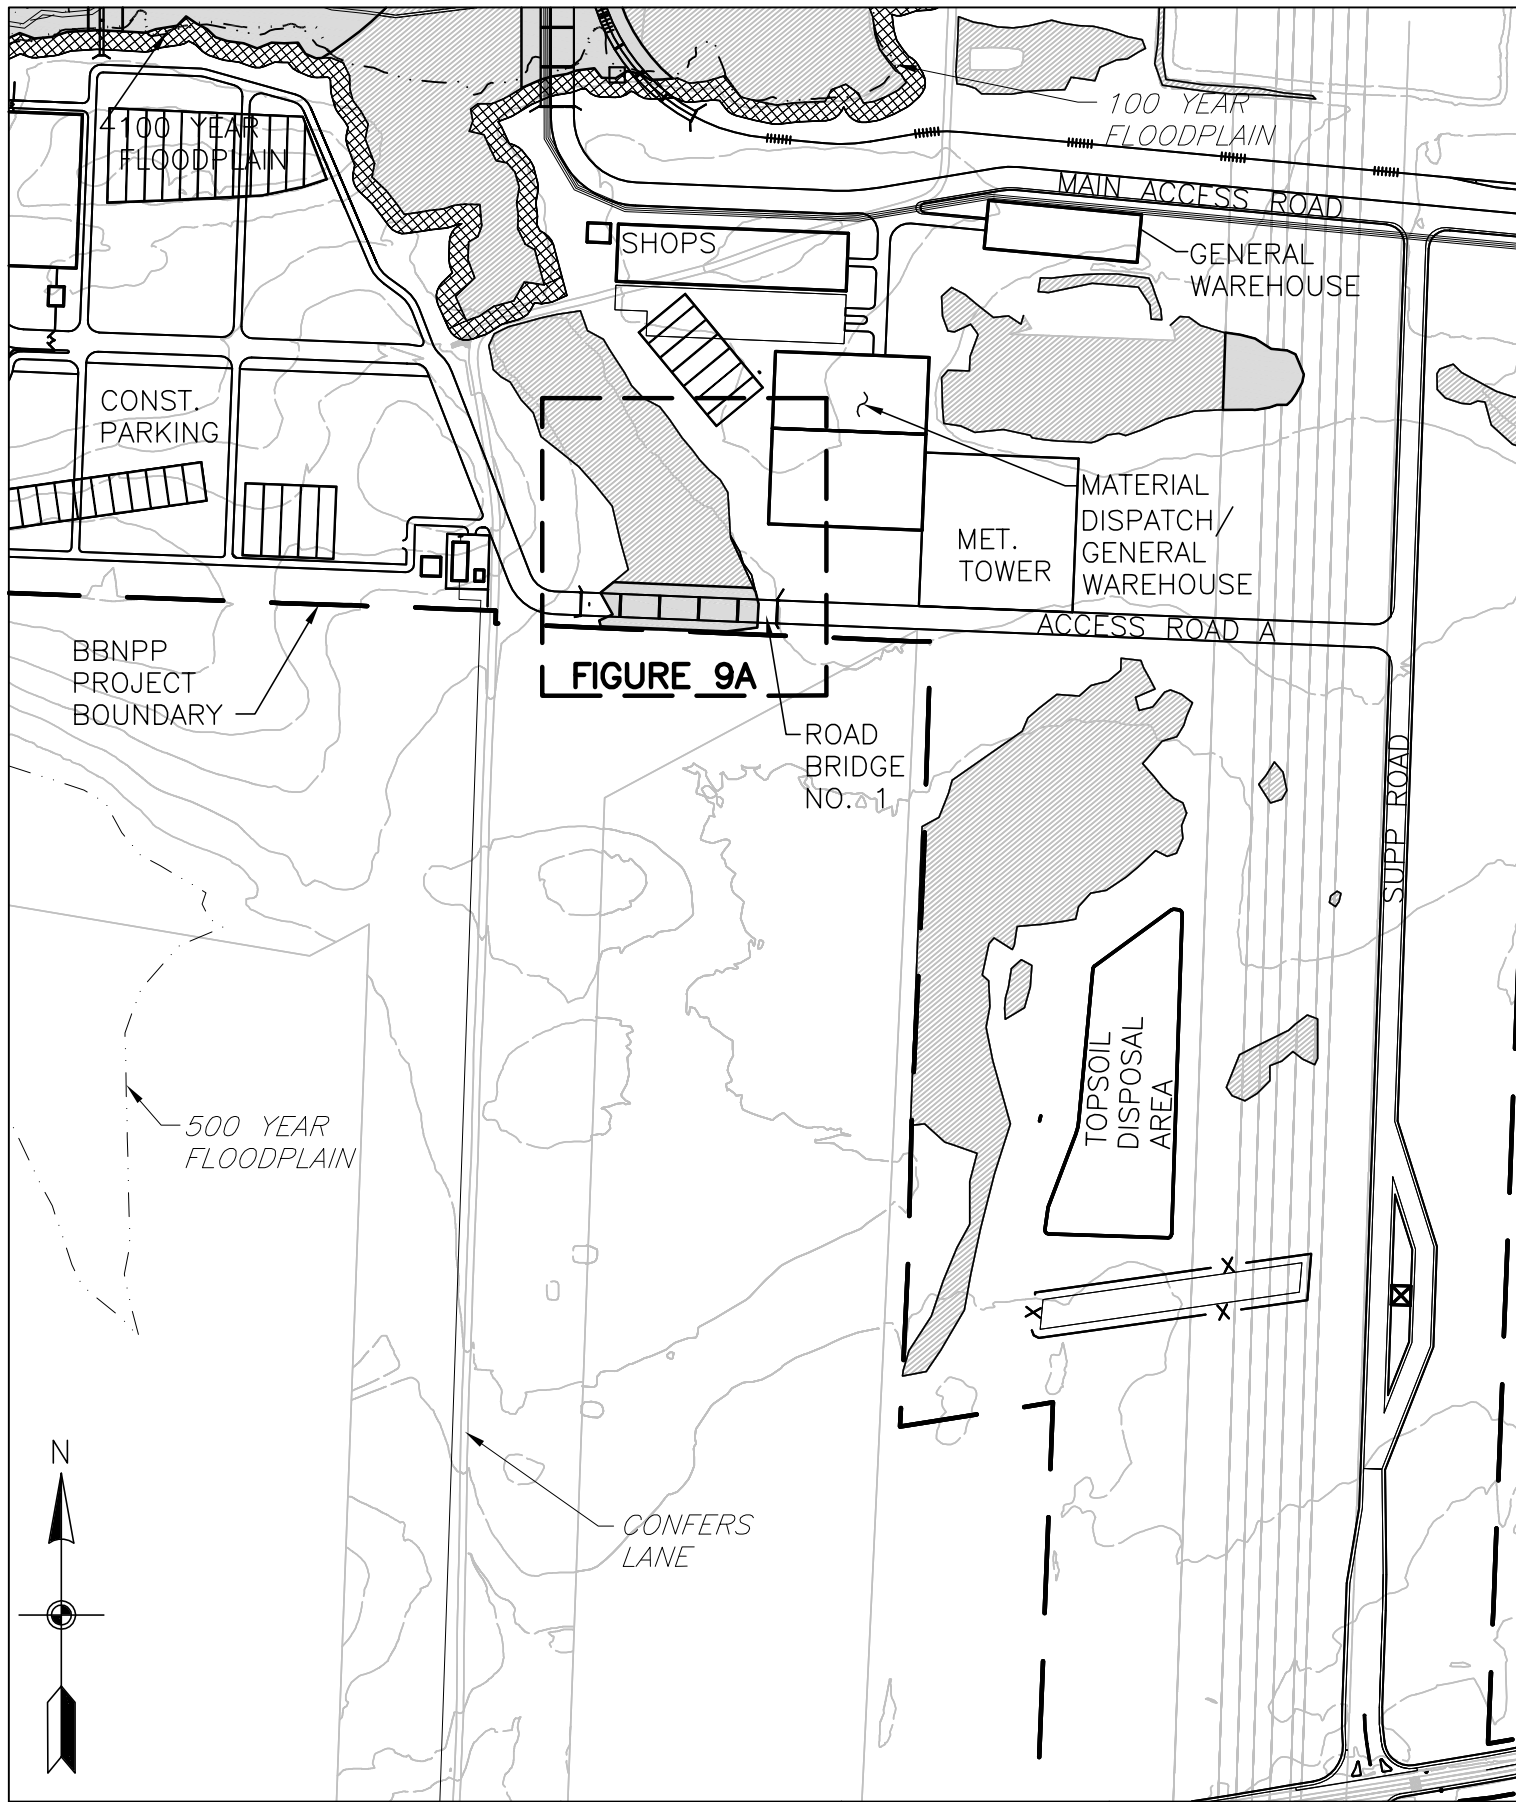 100 YEAR
FLOODPLAIN
100 YEAR
FLOODPLAIN
MAIN ACCESS ROAD
SHOPS
GENERAL
WAREHOUSE
CONST.
PARKING
MATERIAL
DISPATCH/
GENERAL
WAREHOUSE
MET.
TOWER
ACCESS ROAD A
BBNPP
PROJECT
BOUNDARY
FIGURE 9A
ROAD
BRIDGE
NO. 1
SUPP ROAD
TOPSOIL
DISPOSAL
AREA
500 YEAR
FLOODPLAIN
N
CONFERS
LANE